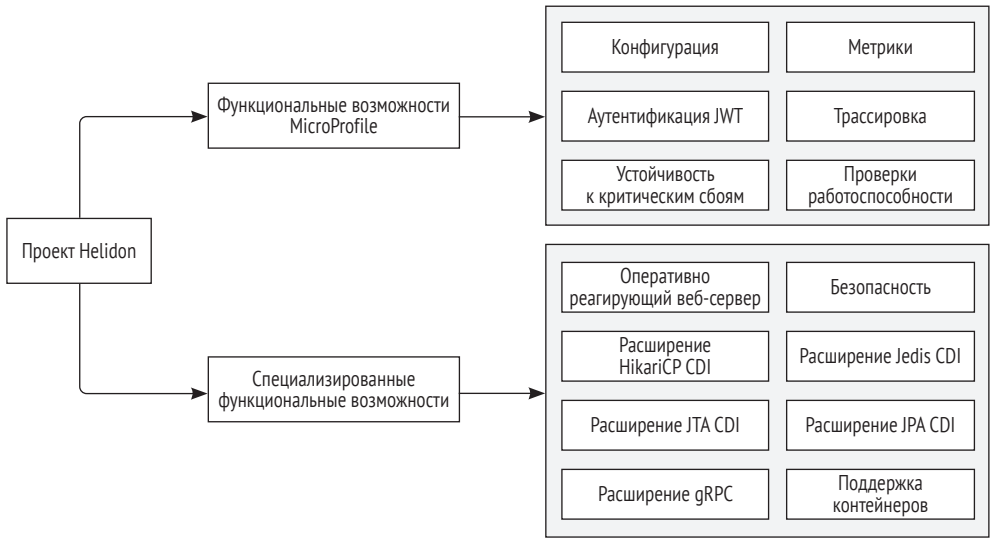 Проект Helidon
Функциональные возможности
MicroProfile
Конфигурация
Метрики
Аутентификация JWT
Трассировка
Устойчивость
к критическим сбоям
Проверки
работоспособности
Специализированные
функциональные возможности
Оперативно
реагирующий веб-сервер
Безопасность
Расширение
HikariCP CDI
Расширение Jedis CDI
Расширение JTA CDI
Расширение JPA CDI
Расширение gRPC
Поддержка
контейнеров